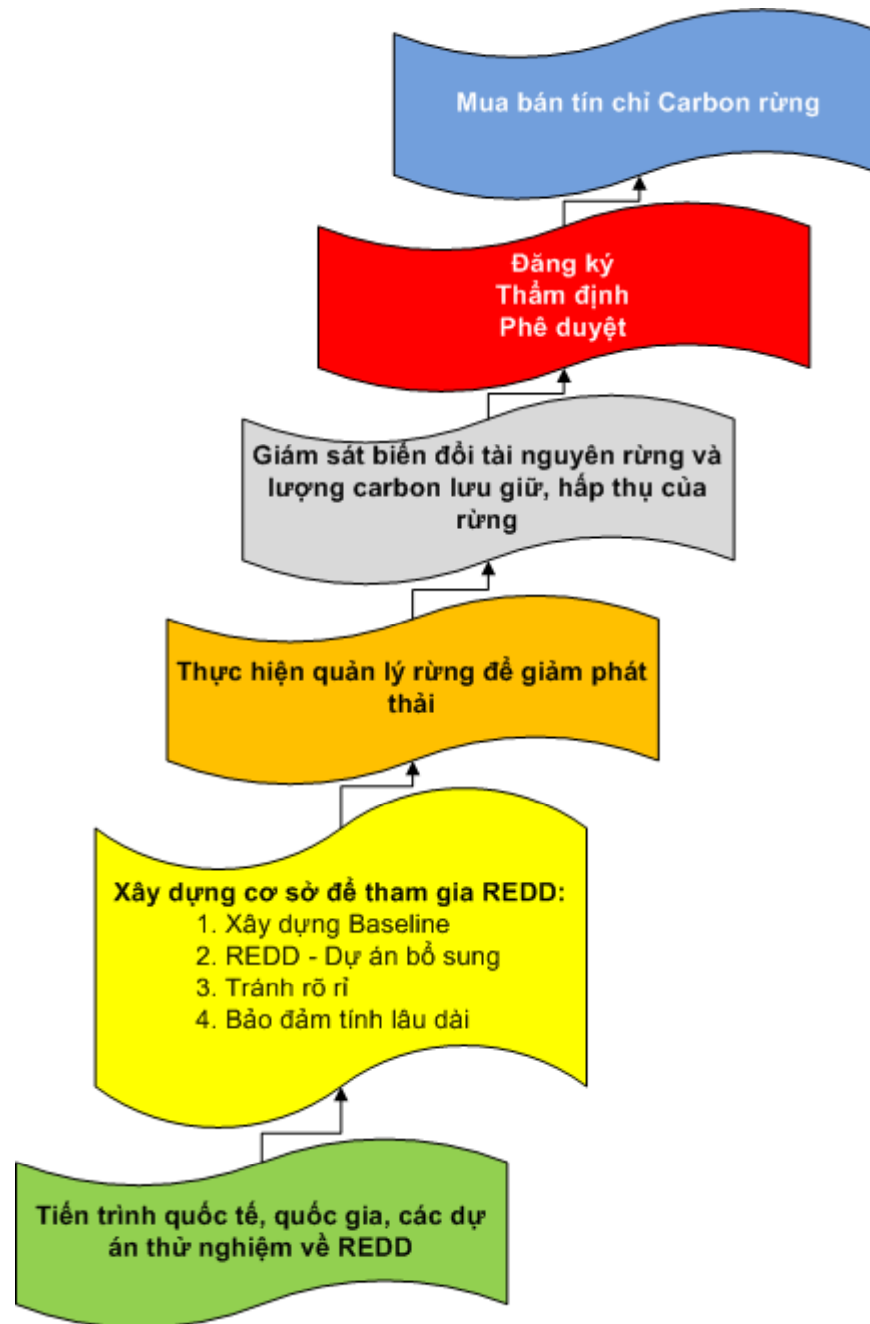 Mua bán tín chỉ Carbon rừng
Đăng ký
Thẩm định
Phê duyệt
Giám sát biến đổi tài nguyên rừng và
lượng carbon lưu giữ, hấp thụ của
rừng
Thực hiện quản lý rừng để giảm phát
thải
Xây dựng cơ sở để tham gia REDD:
1. Xây dựng Baseline
2. REDD - Dự án bổ sung
3. Tránh rõ rỉ
4. Bảo đảm tính lâu dài
Tiến trình quốc tế, quốc gia, các dự
án thử nghiệm về REDD